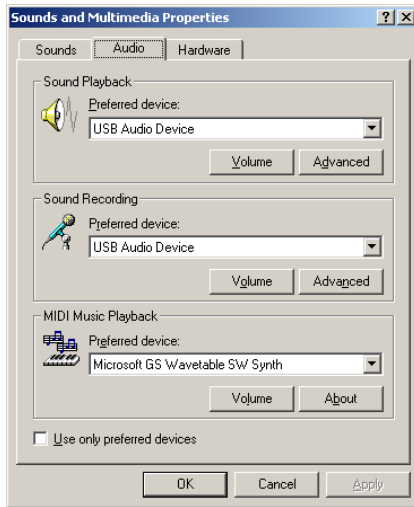 Sounds and Multimedia Properties
Sounds Audio Hardware
Sound Playback
Preferred device:
USB Audio Device
Volume Advanced
Sound Recording
Preferred device:
USB Audio Device
Volume Advanced
MIDI Music Playback
Preferred device:
Microsoft GS Wavetable SW Synth
Volume About
Use only preferred devices
OK Cancel Apply